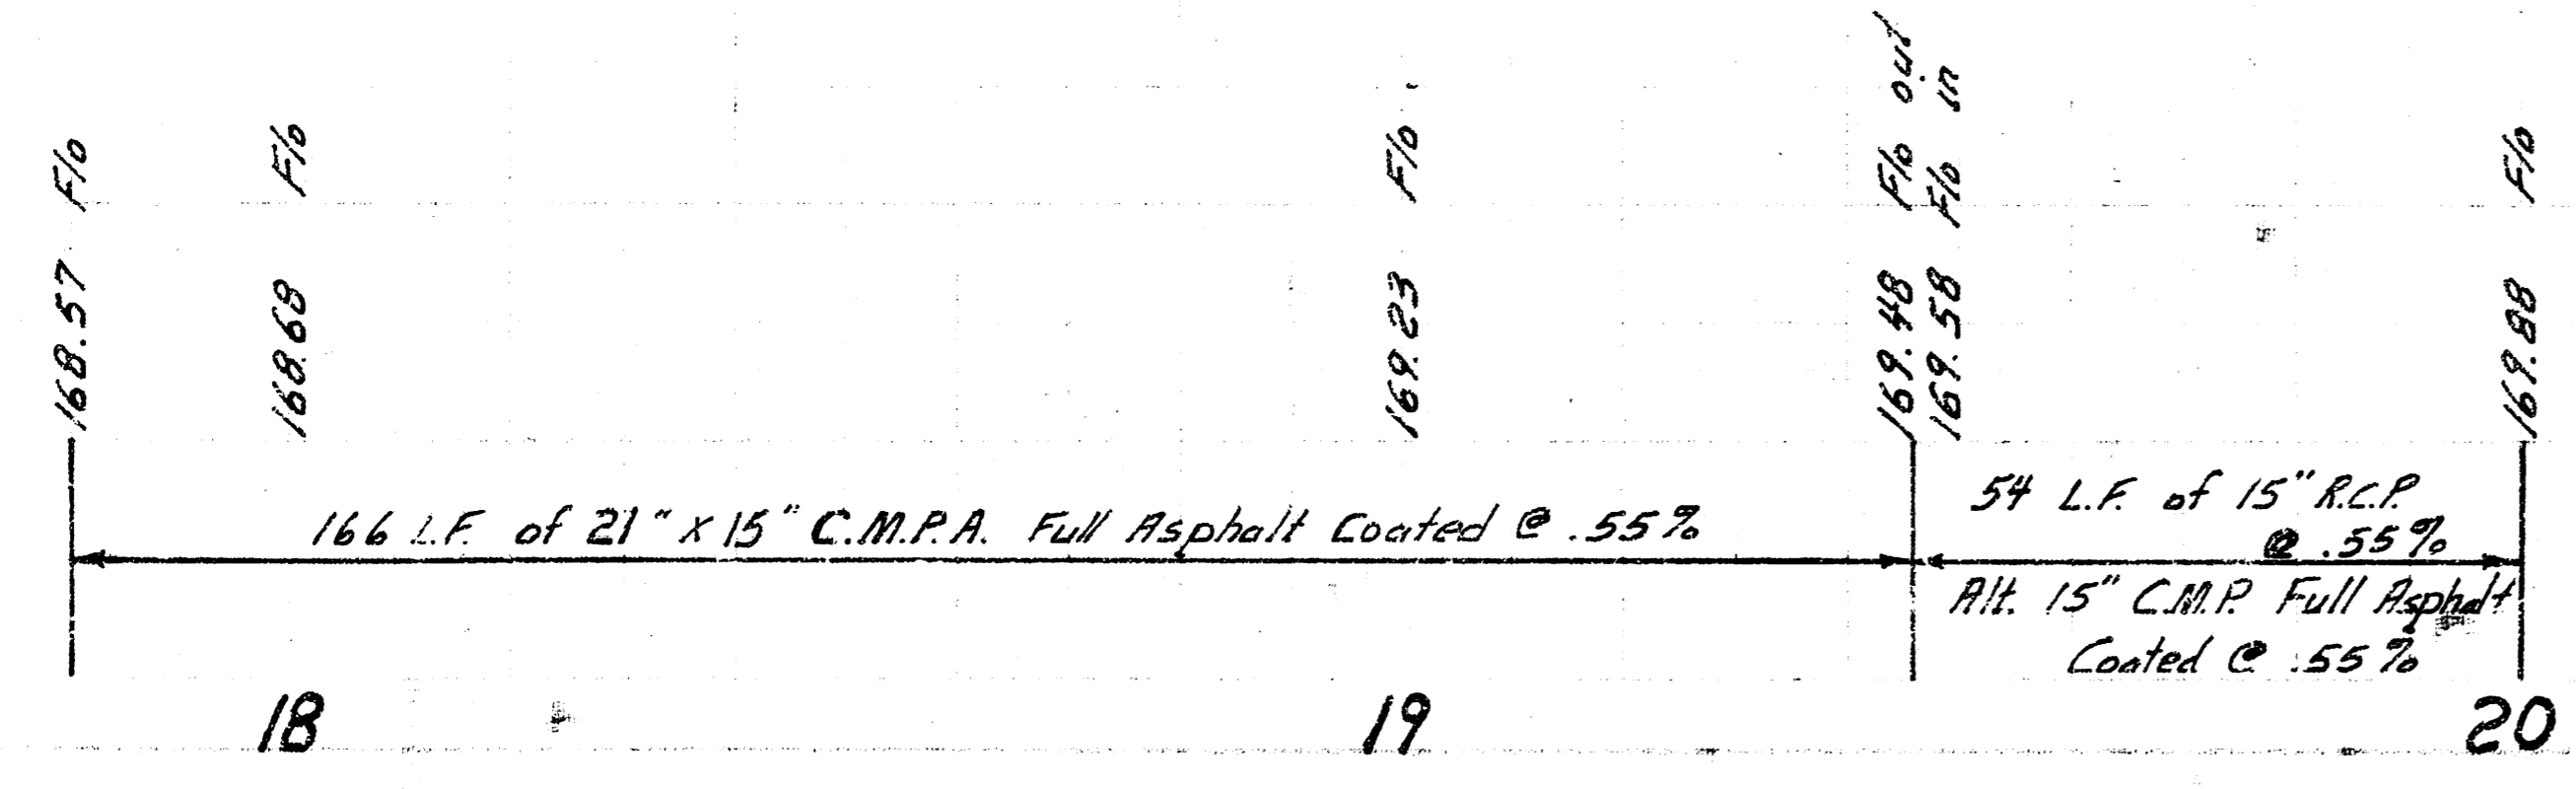 168.57 F/o
168.68 F/o
169.23 F/o
169.48 F/o out
169.58 F/o in
169.88 F/o
166 L.F. of 21" x 15" C.M.P.A. Full Asphalt Coated @ .55%
54 L.F. of 15" R.C.P.
@ .55%
Alt. 15" C.M.P. Full Asphalt
Coated @ .55%
18
19
20